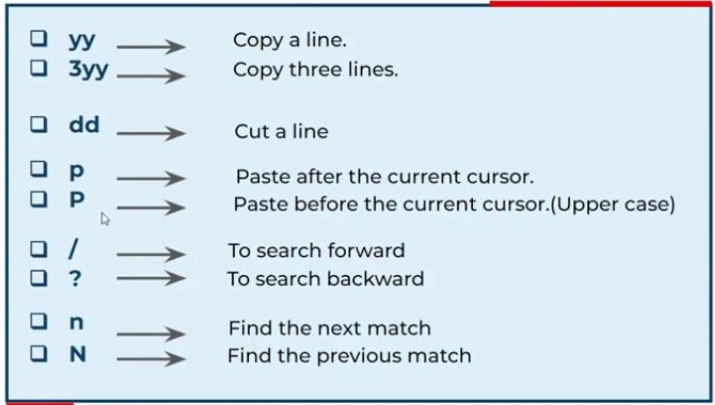 yy Copy a line.
3yy Copy three lines.
dd Cut a line
p Paste after the current cursor.
P Paste before the current cursor.(Upper case)
/ To search forward
? To search backward
n Find the next match
N Find the previous match